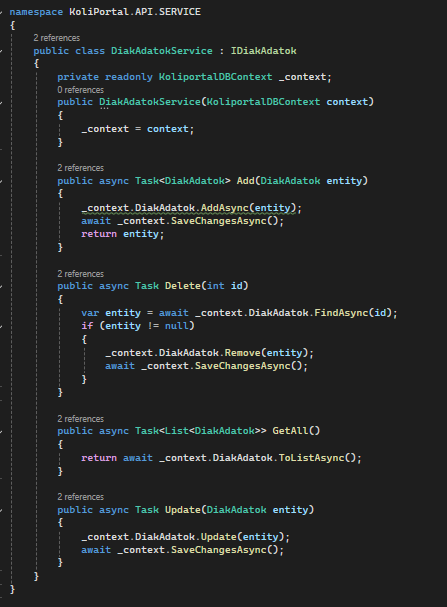 namespace KoliPortal.API.SERVICE
{
2 references
public class DiakAdatokService : IDiakAdatok
{
private readonly KoliportalDBContext _context;
0 references
public DiakAdatokService(KoliportalDBContext context)
{
_context = context;
}
2 references
public async Task<DiakAdatok> Add(DiakAdatok entity)
{
_context.DiakAdatok.AddAsync(entity);
await _context.SaveChangesAsync();
return entity;
}
2 references
public async Task Delete(int id)
{
var entity = await _context.DiakAdatok.FindAsync(id);
if (entity != null)
{
_context.DiakAdatok.Remove(entity);
await _context.SaveChangesAsync();
}
}
2 references
public async Task<List<DiakAdatok>> GetAll()
{
return await _context.DiakAdatok.ToListAsync();
}
2 references
public async Task Update(DiakAdatok entity)
{
_context.DiakAdatok.Update(entity);
await _context.SaveChangesAsync();
}
}
}